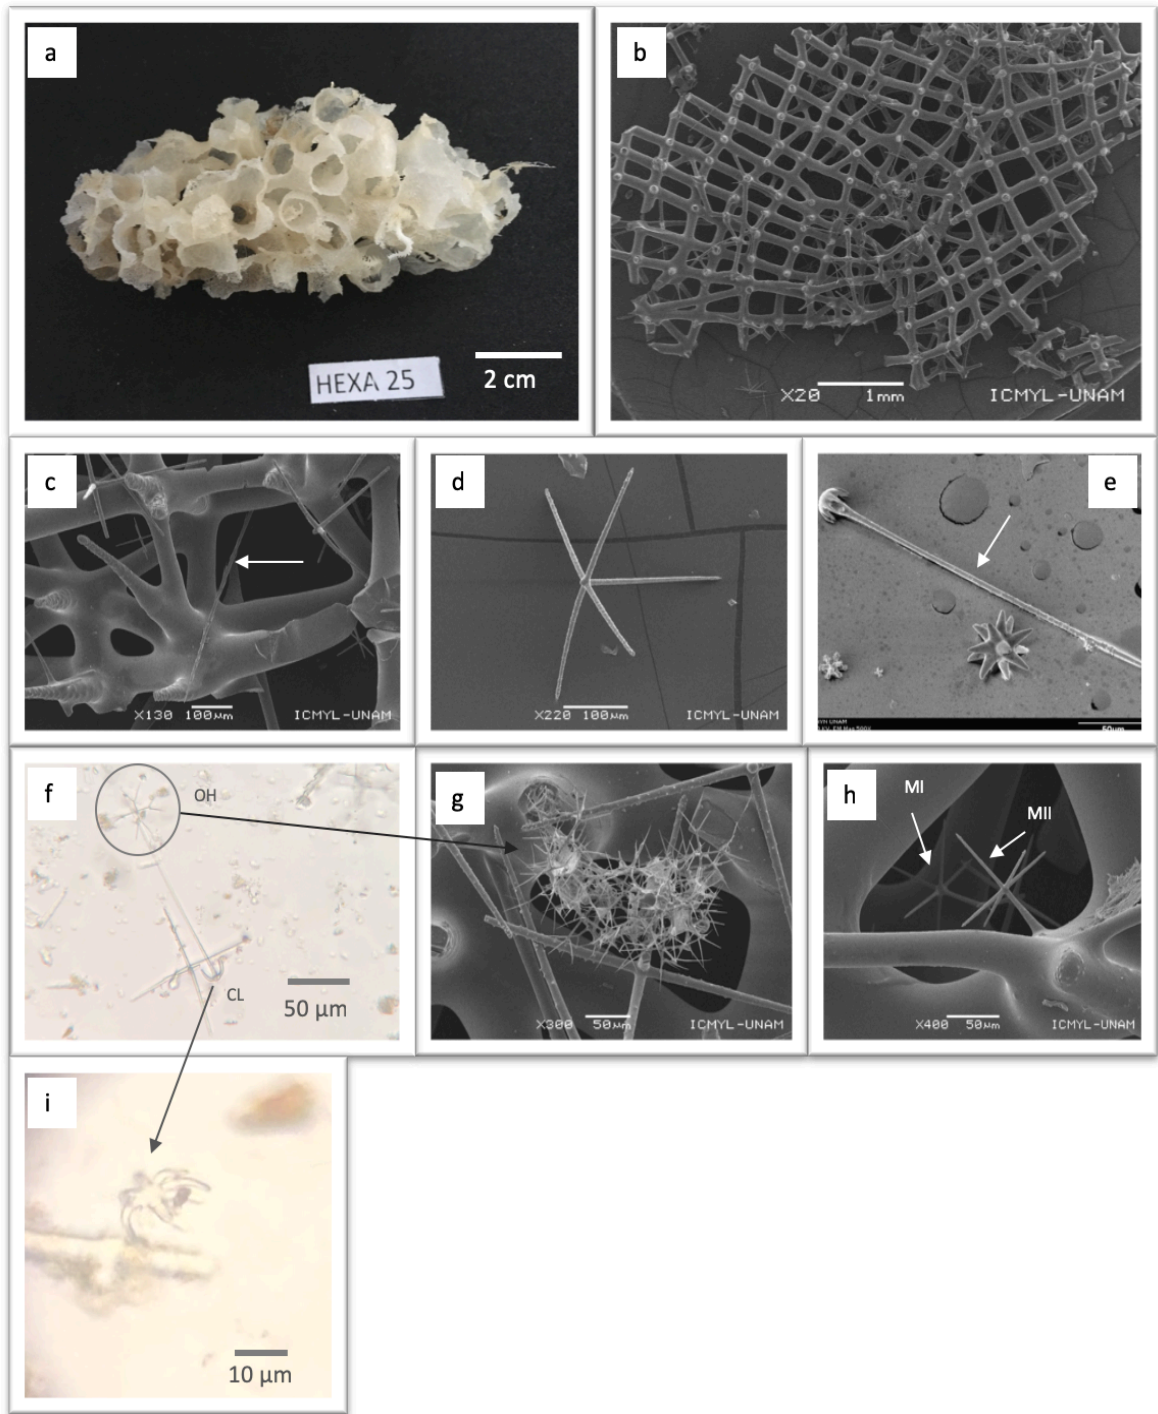 a
HEXA 25
2 cm
b
X20 1mm ICMYL-UNAM
c
X130 100µm ICMYL-UNAM
d
X220 100µm ICMYL-UNAM
e
50µm
f
OH
CL
50 µm
g
X300 50µm ICMYL-UNAM
h
MI
MII
X400 50µm ICMYL-UNAM
i
10 µm